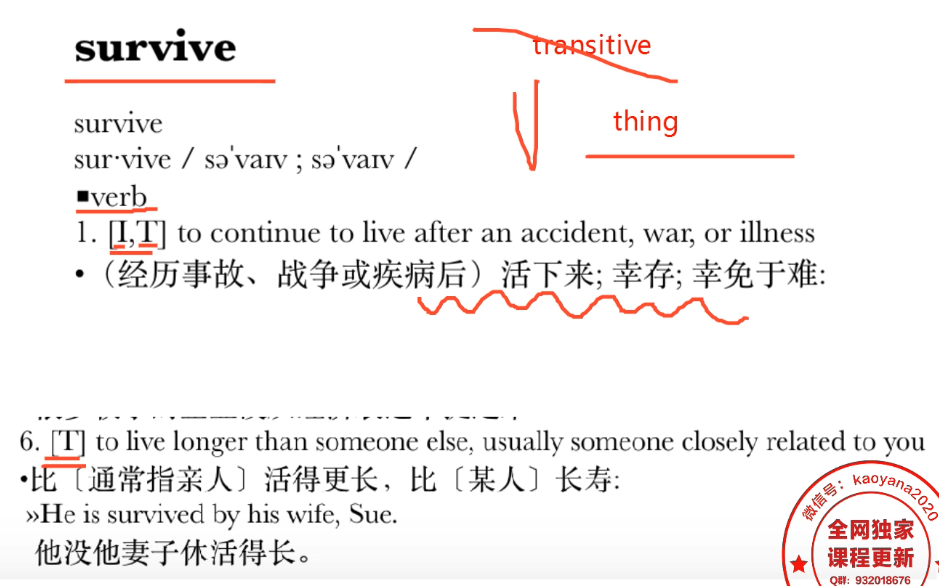 survive
transitive
thing
survive
sur·vive / səˈvaɪv ; səˈvaɪv /
■verb
1. [I,T] to continue to live after an accident, war, or illness
•（经历事故、战争或疾病后）活下来; 幸存; 幸免于难:
6. [T] to live longer than someone else, usually someone closely related to you
•比〔通常指亲人〕活得更长，比〔某人〕长寿:
»He is survived by his wife, Sue.
他没他妻子休活得长。
微信号：kaoyana2020
全网独家
课程更新
Q群：932018676